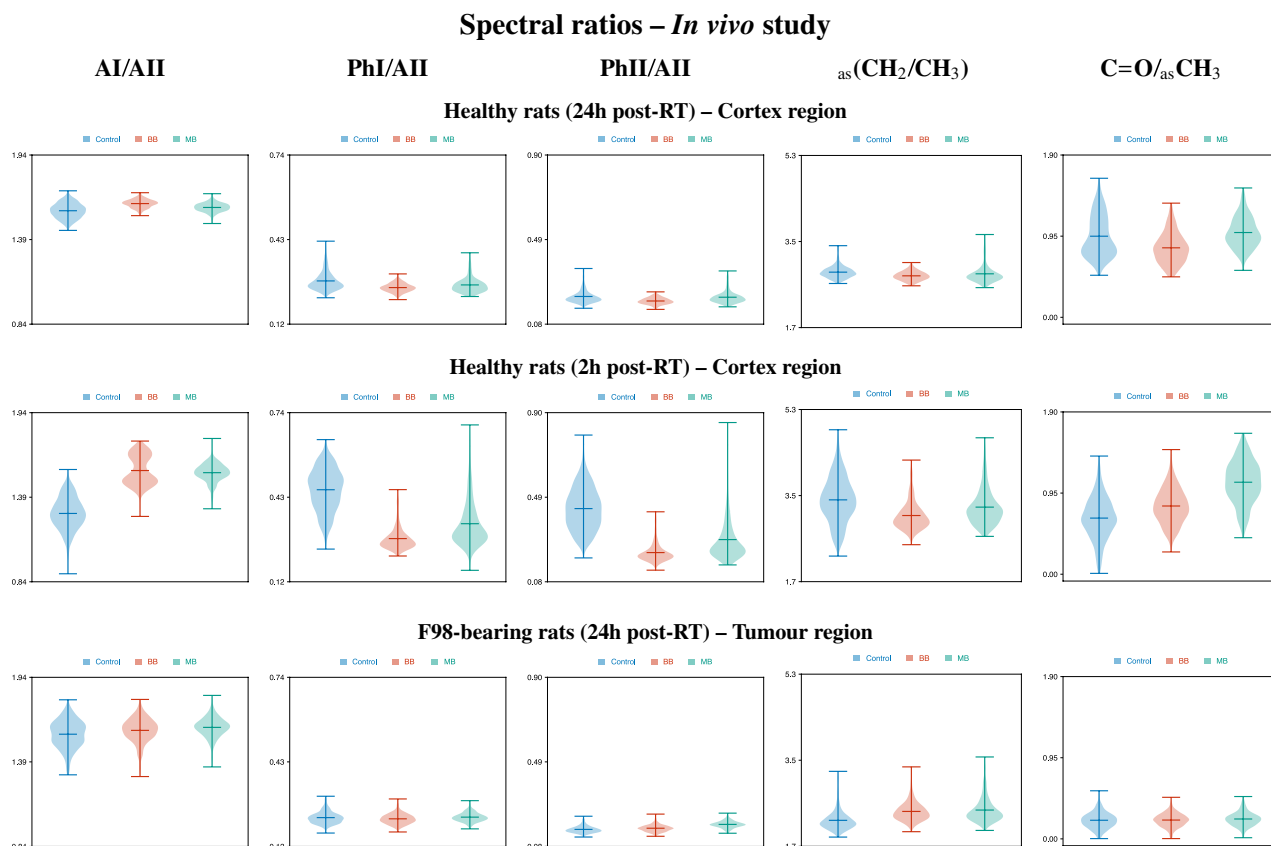 Spectral ratios – In vivo study
AI/AII PhI/AII PhII/AII as(CH2/CH3) C=O/asCH3
Healthy rats (24h post-RT) – Cortex region
Control BB MB Control BB MB Control BB MB Control BB MB Control BB MB
1.94 0.74 0.90 5.3 1.90
1.39 0.43 0.49 3.5 0.95
0.84 0.12 0.08 1.7 0.00
Healthy rats (2h post-RT) – Cortex region
Control BB MB Control BB MB Control BB MB Control BB MB Control BB MB
1.94 0.74 0.90 5.3 1.90
1.39 0.43 0.49 3.5 0.95
0.84 0.12 0.08 1.7 0.00
F98-bearing rats (24h post-RT) – Tumour region
Control BB MB Control BB MB Control BB MB Control BB MB Control BB MB
1.94 0.74 0.90 5.3 1.90
1.39 0.43 0.49 3.5 0.95
0.00